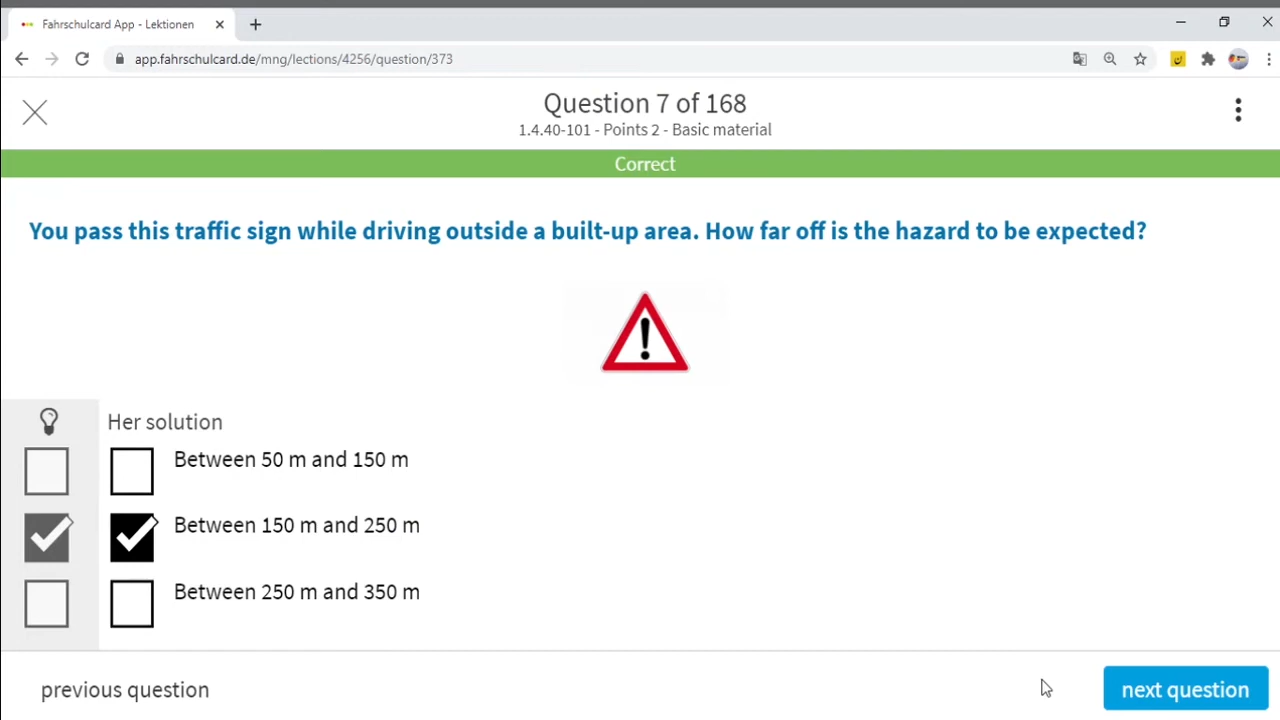 Fahrschulcard App - Lektionen
app.fahrschulcard.de/mng/lections/4256/question/373
Question 7 of 168
1.4.40-101 - Points 2 - Basic material
Correct
You pass this traffic sign while driving outside a built-up area. How far off is the hazard to be expected?
!
Her solution
Between 50 m and 150 m
Between 150 m and 250 m
Between 250 m and 350 m
previous question
next question